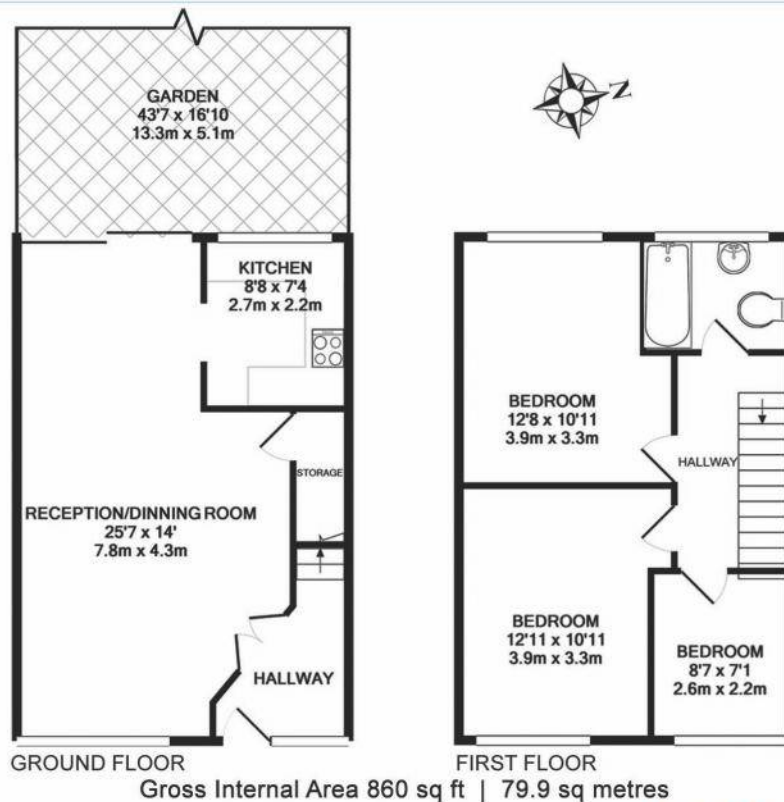 GARDEN
43'7 x 16'10
13.3m x 5.1m
N
KITCHEN
8'8 x 7'4
2.7m x 2.2m
STORAGE
RECEPTION/DINNING ROOM
25'7 x 14'
7.8m x 4.3m
HALLWAY
GROUND FLOOR
BEDROOM
12'8 x 10'11
3.9m x 3.3m
HALLWAY
BEDROOM
12'11 x 10'11
3.9m x 3.3m
BEDROOM
8'7 x 7'1
2.6m x 2.2m
FIRST FLOOR
Gross Internal Area 860 sq ft | 79.9 sq metres